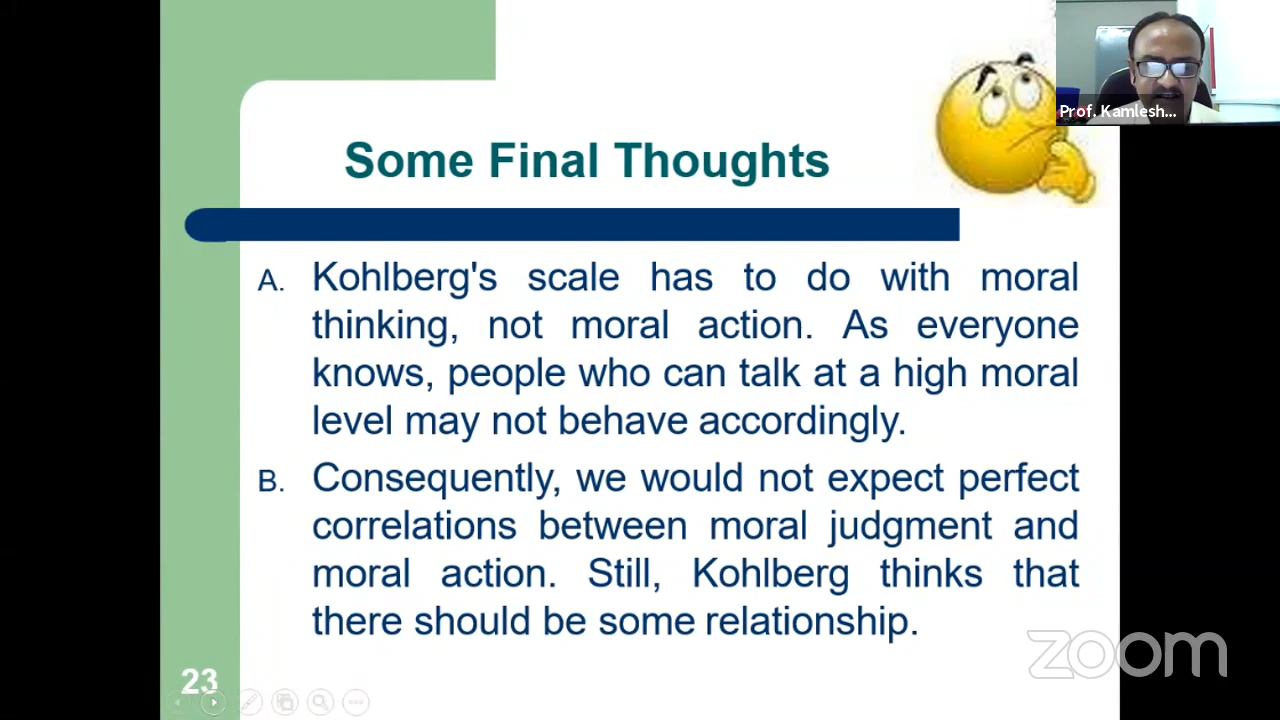 Prof. Kamlesh...
Some Final Thoughts
A. Kohlberg's scale has to do with moral
thinking, not moral action. As everyone
knows, people who can talk at a high moral
level may not behave accordingly.
B. Consequently, we would not expect perfect
correlations between moral judgment and
moral action. Still, Kohlberg thinks that
there should be some relationship.
zoom
23